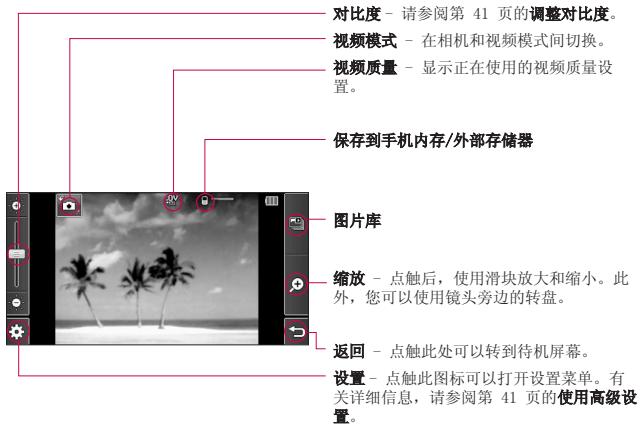 对比度 – 请参阅第 41 页的调整对比度。
视频模式 – 在相机和视频模式间切换。
视频质量 – 显示正在使用的视频质量设
置。
保存到手机内存/外部存储器
图片库
缩放 – 点触后，使用滑块放大和缩小。此
外，您可以使用镜头旁边的转盘。
返回 – 点触此处可以转到待机屏幕。
设置 – 点触此图标可以打开设置菜单。有
关详细信息，请参阅第 41 页的使用高级设
置。